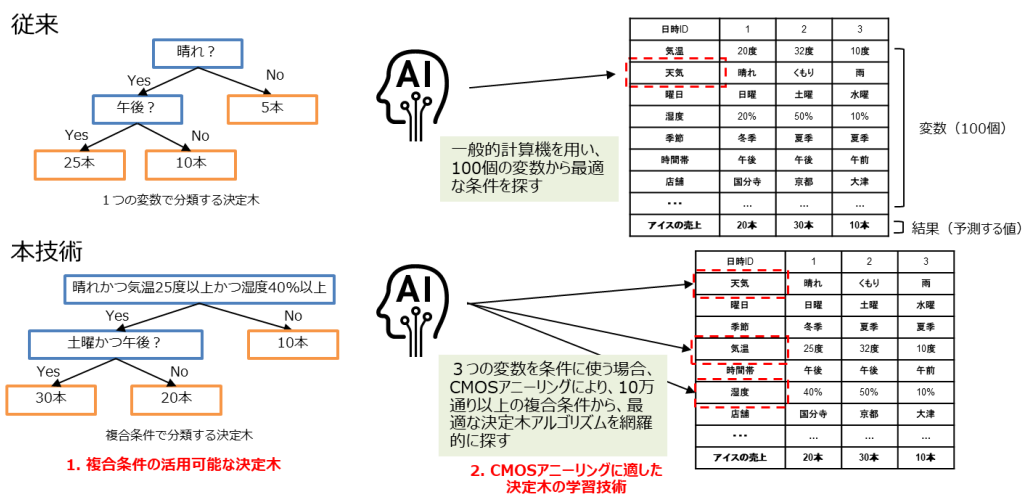 従来
晴れ？
Yes
No
午後？
5本
Yes
No
25本
10本
１つの変数で分類する決定木
AI
一般的計算機を用い、
100個の変数から最適
な条件を探す
日時ID 1 2 3
気温 20度 32度 10度
天気 晴れ くもり 雨
曜日 日曜 土曜 水曜
湿度 20% 50% 10%
季節 冬季 夏季 夏季
時間帯 午後 午後 午前
店舗 国分寺 京都 大津
・・・ … … …
アイスの売上 20本 30本 10本
変数（100個）
結果（予測する値）
本技術
晴れかつ気温25度以上かつ湿度40%以上
Yes
No
土曜かつ午後？
10本
Yes
No
30本
20本
複合条件で分類する決定木
1. 複合条件の活用可能な決定木
AI
３つの変数を条件に使う場合、
CMOSアニーリングにより、10万
通り以上の複合条件から、最
適な決定木アルゴリズムを網羅
的に探す
2. CMOSアニーリングに適した
決定木の学習技術
日時ID 1 2 3
天気 晴れ くもり 雨
曜日 日曜 土曜 水曜
季節 冬季 夏季 夏季
気温 25度 32度 10度
時間帯 午後 午後 午前
湿度 40% 50% 10%
店舗 国分寺 京都 大津
・・・ … … …
アイスの売上 20本 30本 10本